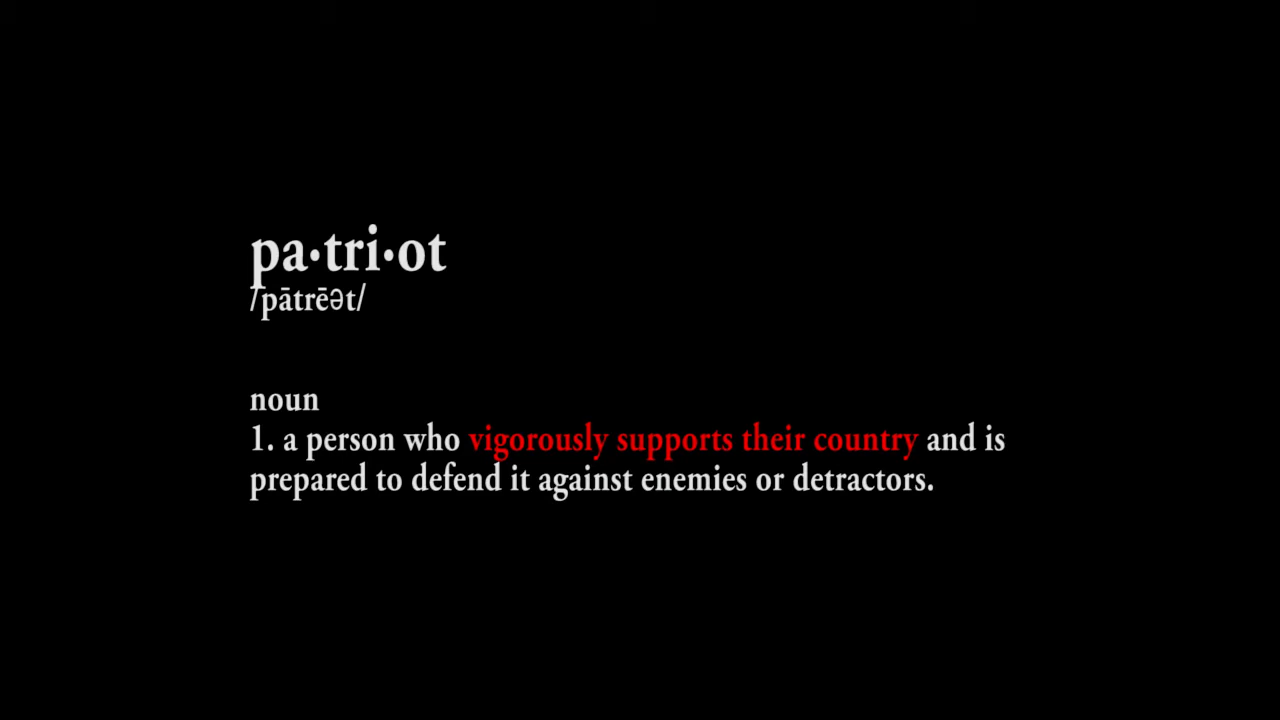 pa·tri·ot
/pātrēət/
noun
1. a person who vigorously supports their country and is
prepared to defend it against enemies or detractors.